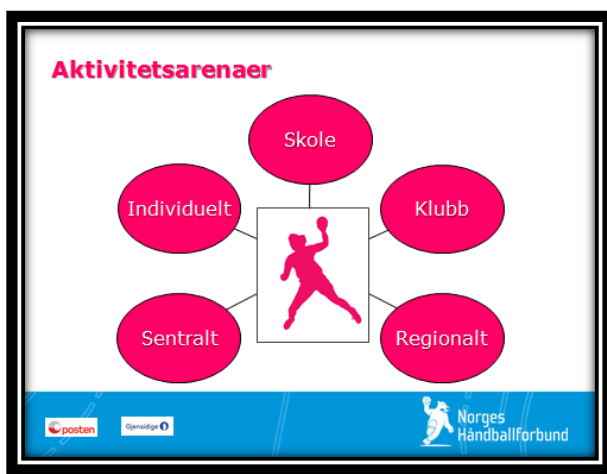 Aktivitetsarenaer
Skole
Individuelt
Klubb
Sentralt
Regionalt
posten
Gjensidige
Norges
Håndballforbund